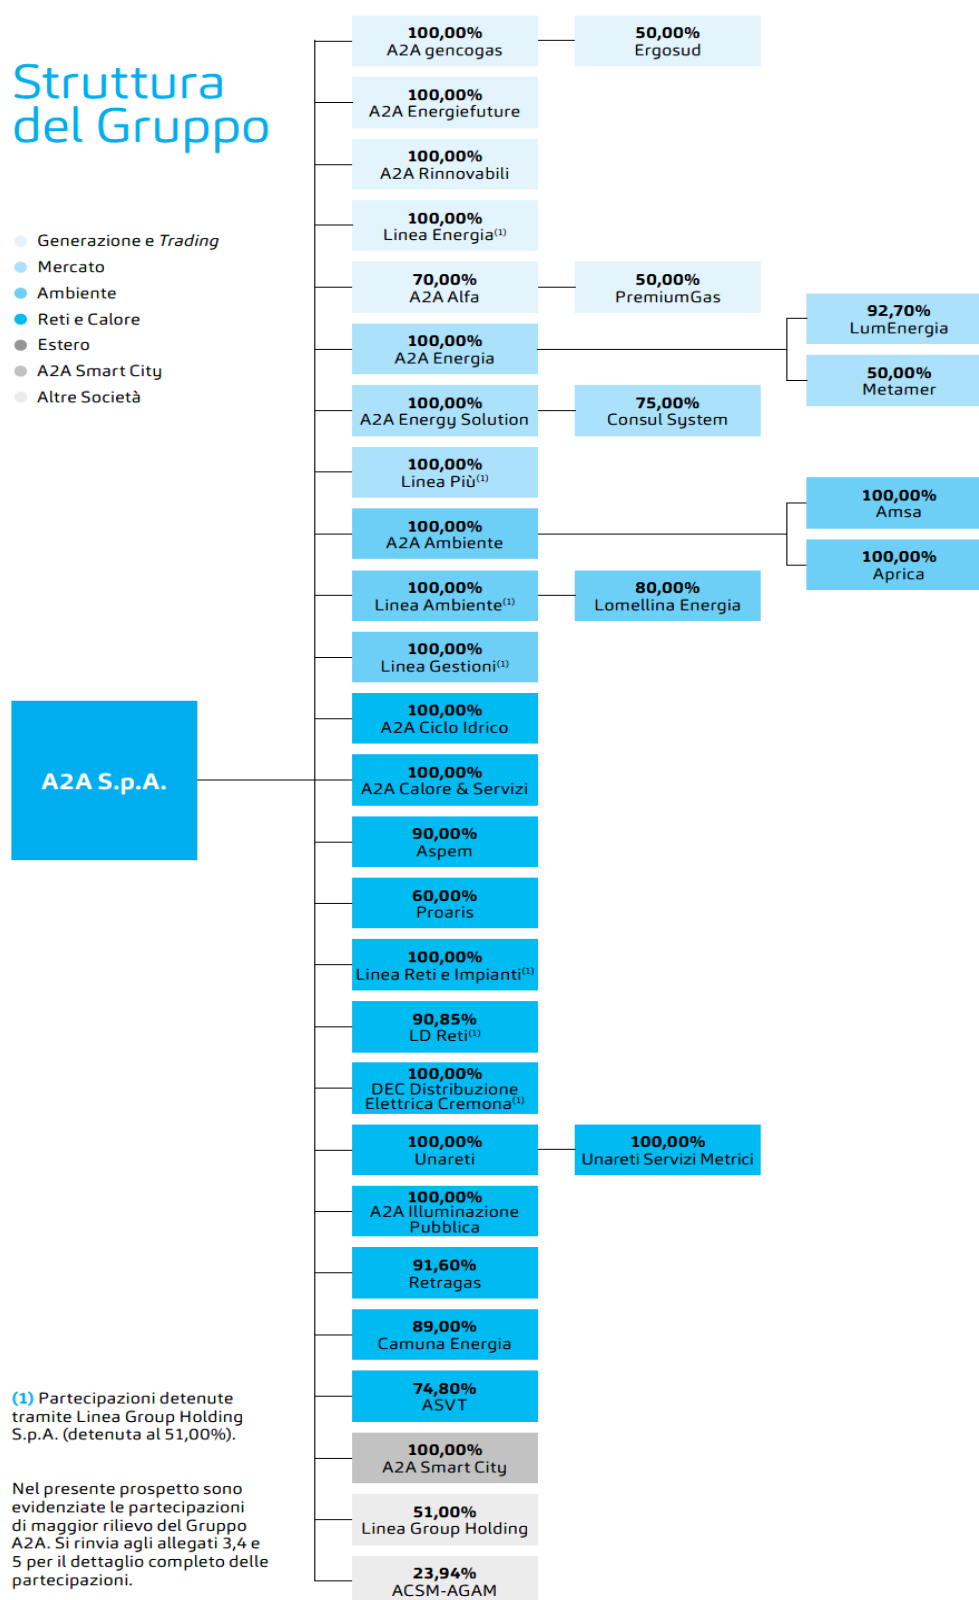 Struttura
del Gruppo
Generazione e Trading
Mercato
Ambiente
Reti e Calore
Estero
A2A Smart City
Altre Società
A2A S.p.A.
100,00%
A2A gencogas
50,00%
Ergosud
100,00%
A2A Energiefuture
100,00%
A2A Rinnovabili
100,00%
Linea Energia(1)
70,00%
A2A Alfa
50,00%
PremiumGas
100,00%
A2A Energia
92,70%
LumEnergia
50,00%
Metamer
100,00%
A2A Energy Solution
75,00%
Consul System
100,00%
Linea Più(1)
100,00%
A2A Ambiente
100,00%
Amsa
100,00%
Aprica
100,00%
Linea Ambiente(1)
80,00%
Lomellina Energia
100,00%
Linea Gestioni(1)
100,00%
A2A Ciclo Idrico
100,00%
A2A Calore & Servizi
90,00%
Aspem
60,00%
Proaris
100,00%
Linea Reti e Impianti(1)
90,85%
LD Reti(1)
100,00%
DEC Distribuzione
Elettrica Cremona(1)
100,00%
Unareti
100,00%
Unareti Servizi Metrici
100,00%
A2A Illuminazione
Pubblica
91,60%
Retragas
89,00%
Camuna Energia
74,80%
ASVT
100,00%
A2A Smart City
51,00%
Linea Group Holding
23,94%
ACSM-AGAM
(1) Partecipazioni detenute
tramite Linea Group Holding
S.p.A. (detenuta al 51,00%).
Nel presente prospetto sono
evidenziate le partecipazioni
di maggior rilievo del Gruppo
A2A. Si rinvia agli allegati 3,4 e
5 per il dettaglio completo delle
partecipazioni.